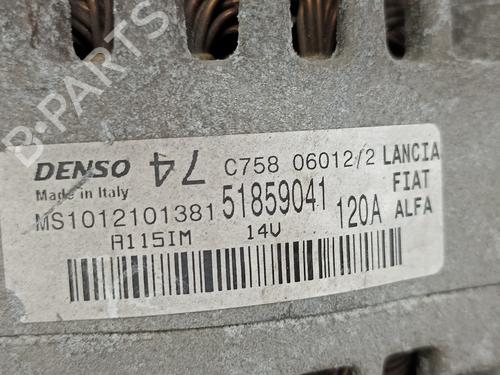 B-PARTS
DENSO 74 C758 06012/2 LANCIA
Made in Italy 51859041 FIAT
MS1012101381 120A ALFA
A115IM 14V